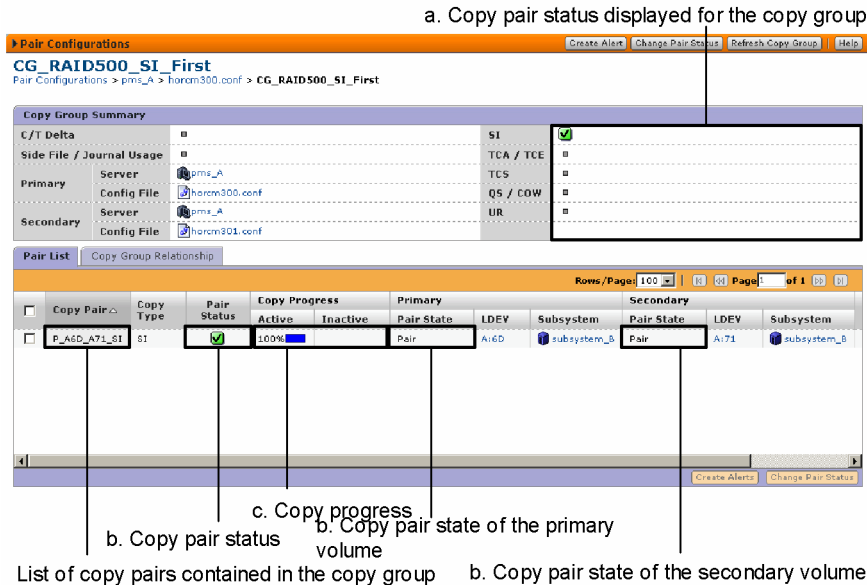 a. Copy pair status displayed for the copy group
Pair Configurations
Create Alert Change Pair Status Refresh Copy Group Help
CG_RAID500_SI_First
Pair Configurations > pms_A > horcm300.conf > CG_RAID500_SI_First
Copy Group Summary
C/T Delta SI
Side File / Journal Usage TCA / TCE
Primary Server pms_A TCS
Config File horcm300.conf QS / COW
Secondary Server pms_A UR
Config File horcm301.conf
Pair List Copy Group Relationship
Rows/Page: 100 Page 1 of 1
Copy Pair Copy Type Pair Status Copy Progress Primary Secondary
Active Inactive Pair State LDEV Subsystem Pair State LDEV Subsystem
P_A6D_A71_SI SI 100% Pair A:6D subsystem_B Pair A:71 subsystem_B
Create Alerts Change Pair Status
c. Copy progress
b. Copy pair status
b. Copy pair state of the primary
volume
List of copy pairs contained in the copy group
b. Copy pair state of the secondary volume